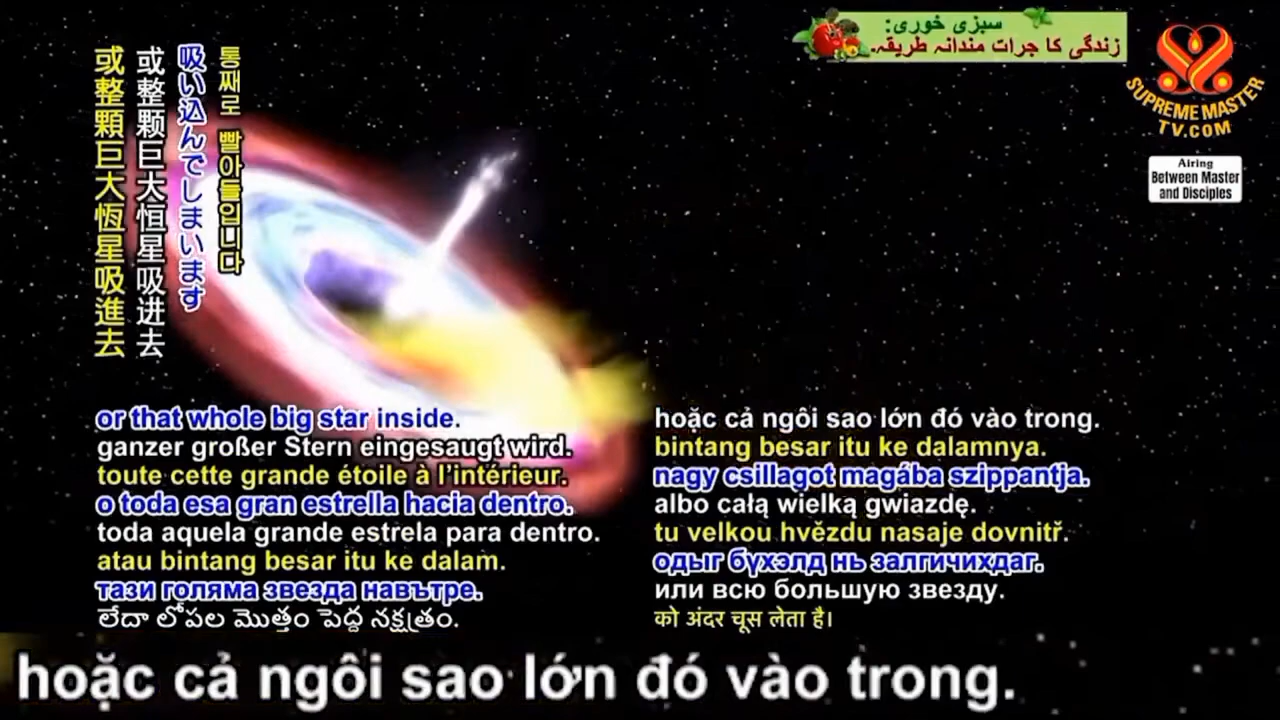 سبزی خوری:
زندگی کا جرات مندانہ طریقہ۔
SUPREME MASTER
TV.COM
Airing
Between Master
and Disciples
통째로 빨아들입니다
吸い込んでしまいます
或整颗巨大恒星吸进去
或整顆巨大恆星吸進去
or that whole big star inside.
ganzer großer Stern eingesaugt wird.
toute cette grande étoile à l'intérieur.
o toda esa gran estrella hacia dentro.
toda aquela grande estrela para dentro.
atau bintang besar itu ke dalam.
тази голяма звезда навътре.
లేదా లోపల మొత్తం పెద్ద నక్షత్రం.
hoặc cả ngôi sao lớn đó vào trong.
bintang besar itu ke dalamnya.
nagy csillagot magába szippantja.
albo całą wielką gwiazdę.
tu velkou hvězdu nasaje dovnitř.
одыг бүхэлд нь залгичихдаг.
или всю большую звезду.
को अंदर चूस लेता है।
hoặc cả ngôi sao lớn đó vào trong.